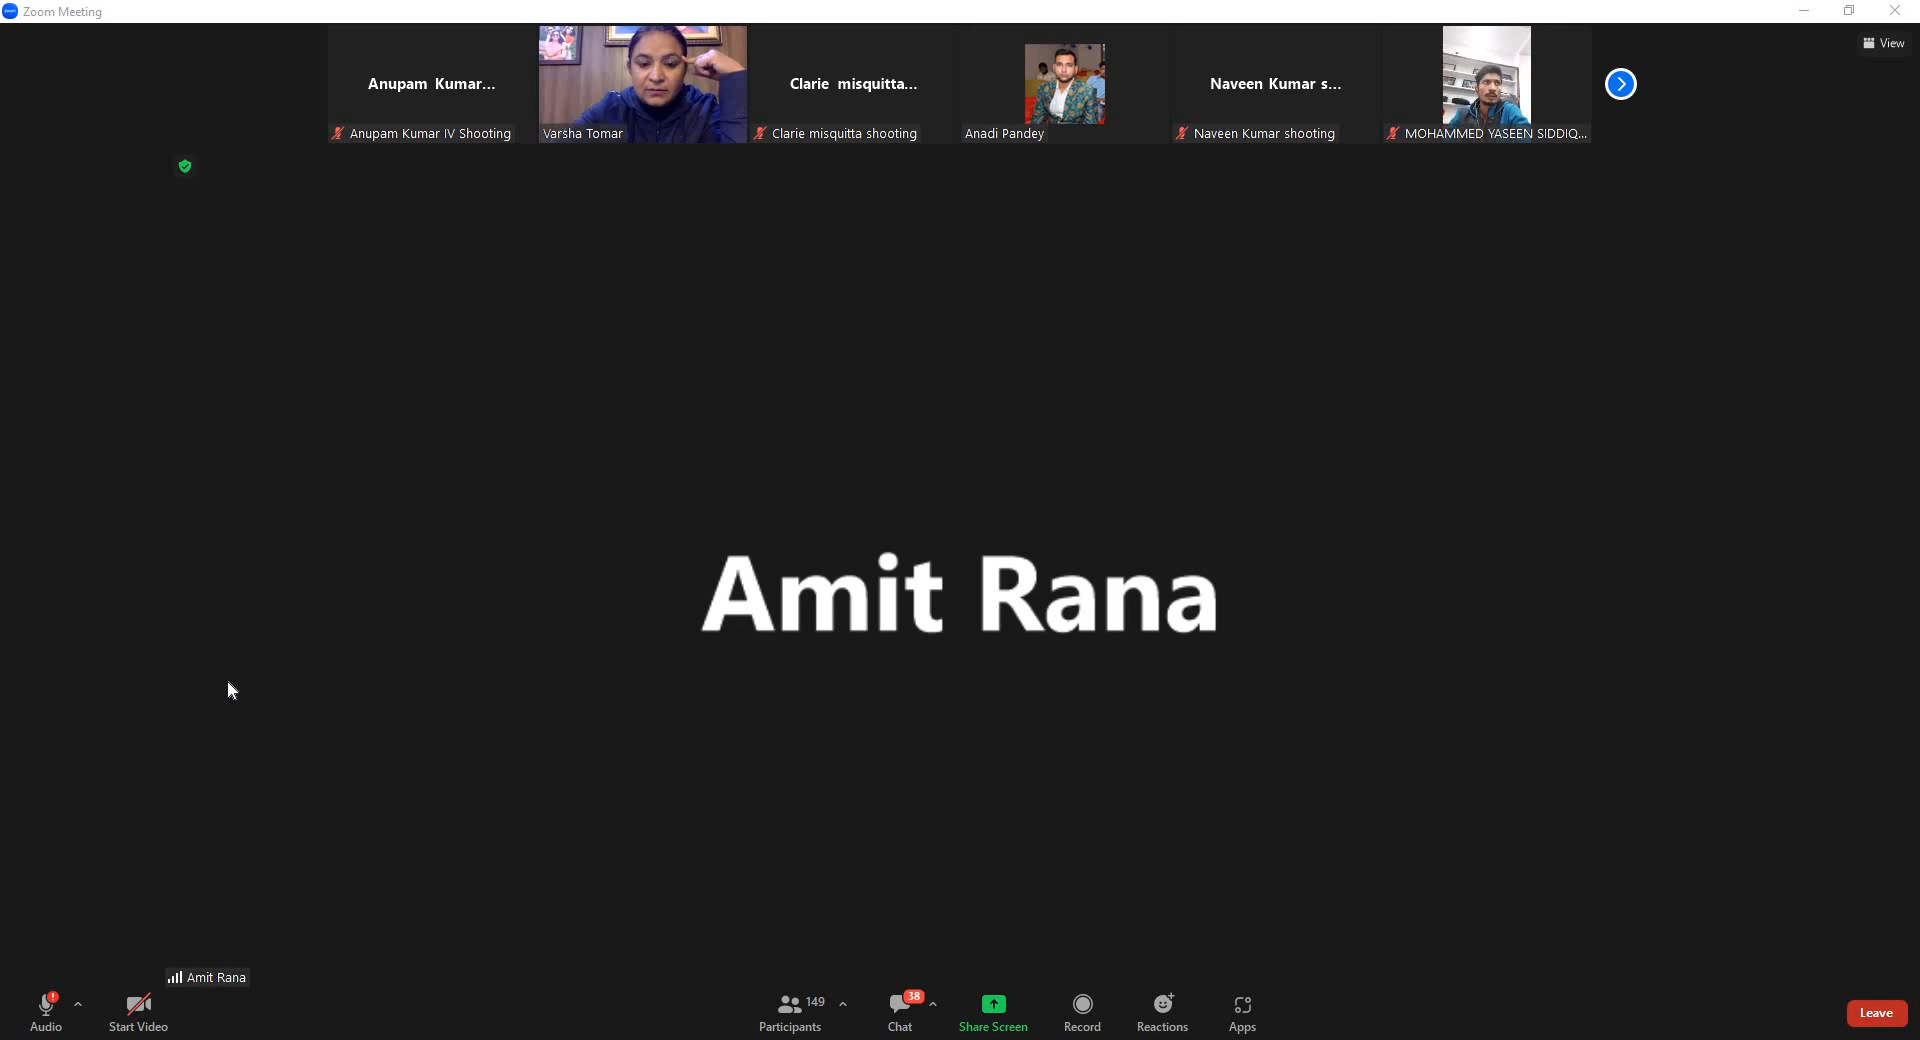 Zoom Meeting
View
Anupam Kumar...
Clarie misquitta...
Naveen Kumar s...
Anupam Kumar IV Shooting
Varsha Tomar
Clarie misquitta shooting
Anadi Pandey
Naveen Kumar shooting
MOHAMMED YASEEN SIDDIQ...
Amit Rana
Amit Rana
Audio
Start Video
149
Participants
38
Chat
Share Screen
Record
Reactions
Apps
Leave